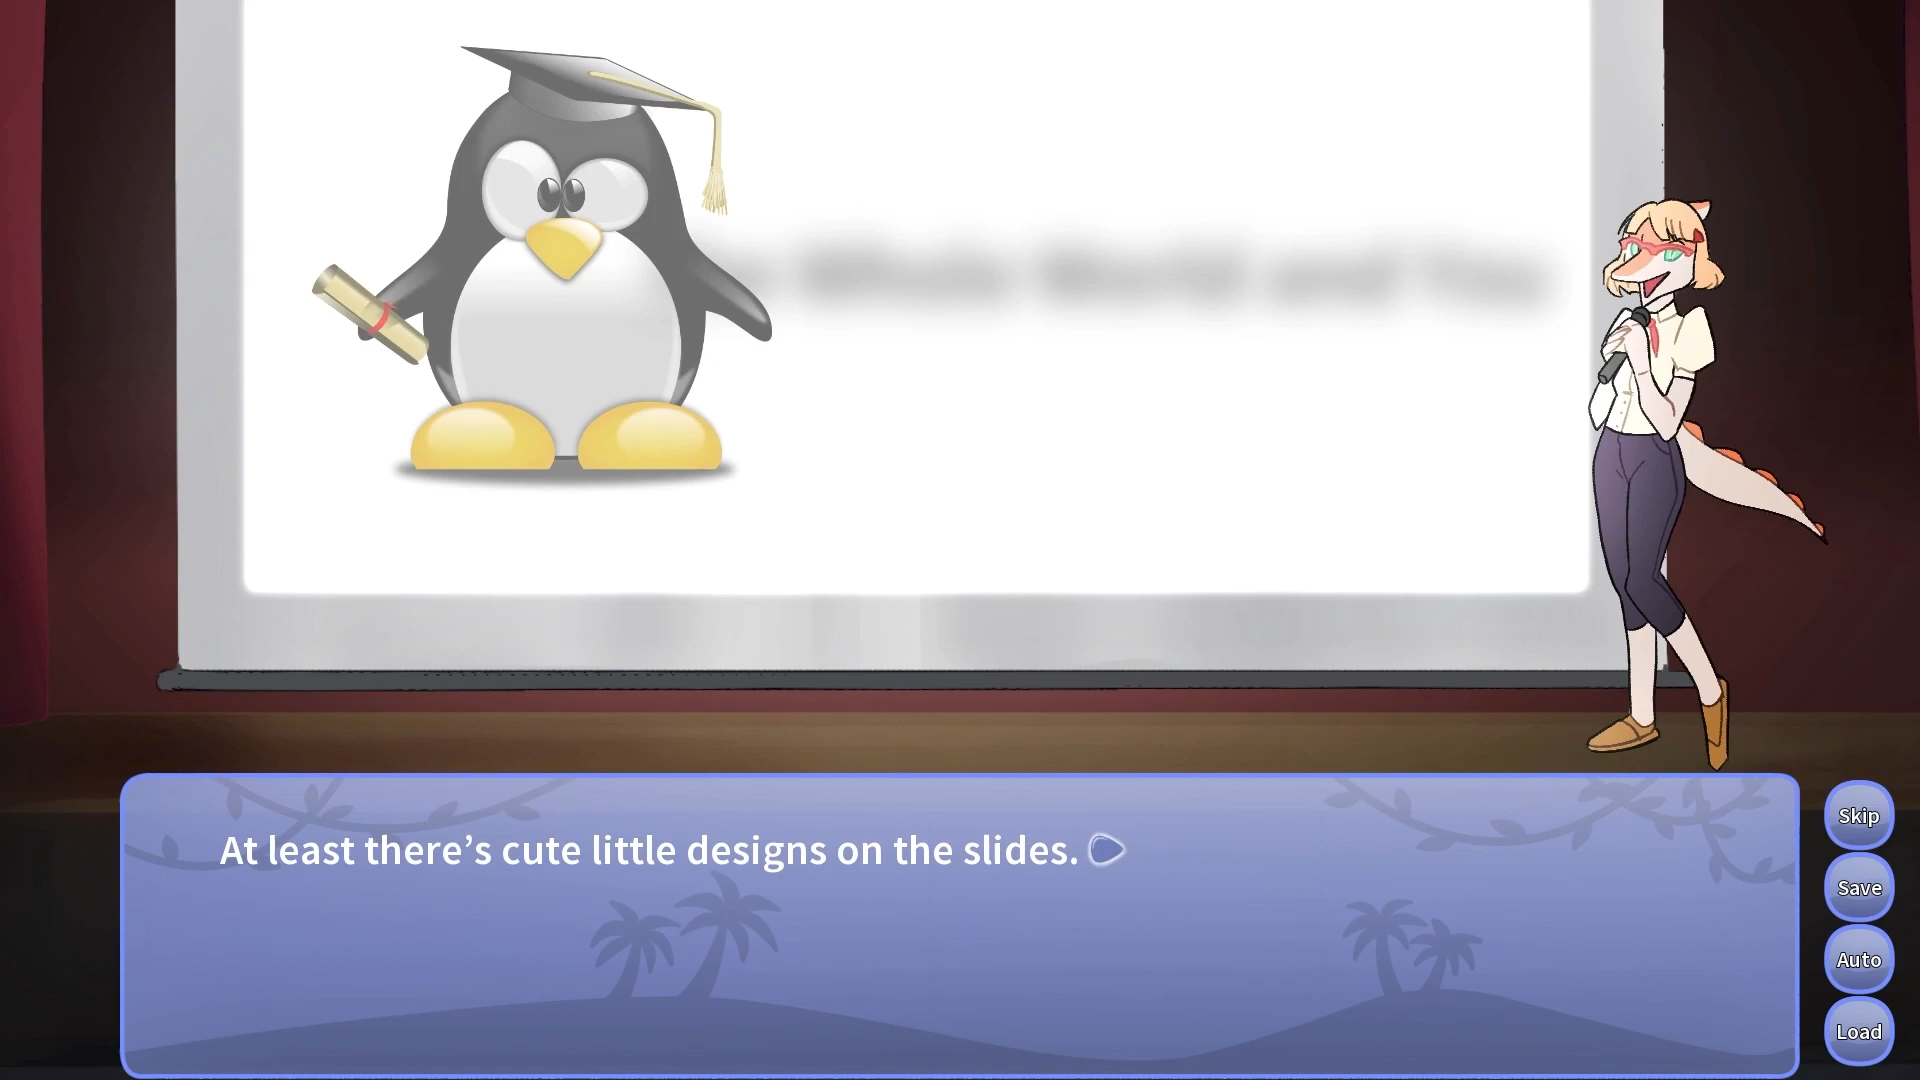 At least there’s cute little designs on the slides.
Skip
Save
Auto
Load